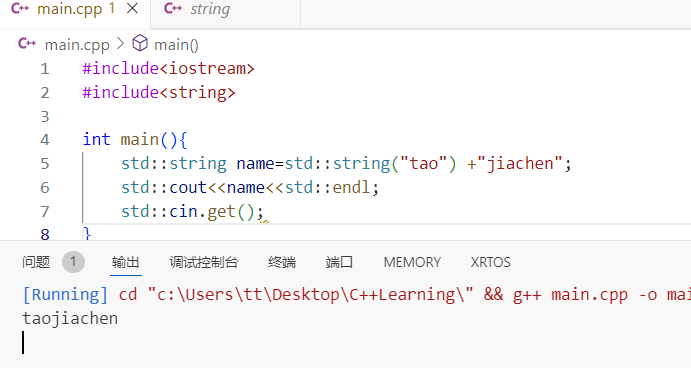 main.cpp 1 string
main.cpp > main()
1 #include<iostream>
2 #include<string>
3
4 int main(){
5 std::string name=std::string("tao") +"jiachen";
6 std::cout<<name<<std::endl;
7 std::cin.get();
8 }
问题 1 输出 调试控制台 终端 端口 MEMORY XRTOS
[Running] cd "c:\Users\tt\Desktop\C++Learning\" && g++ main.cpp -o mai
taojiachen